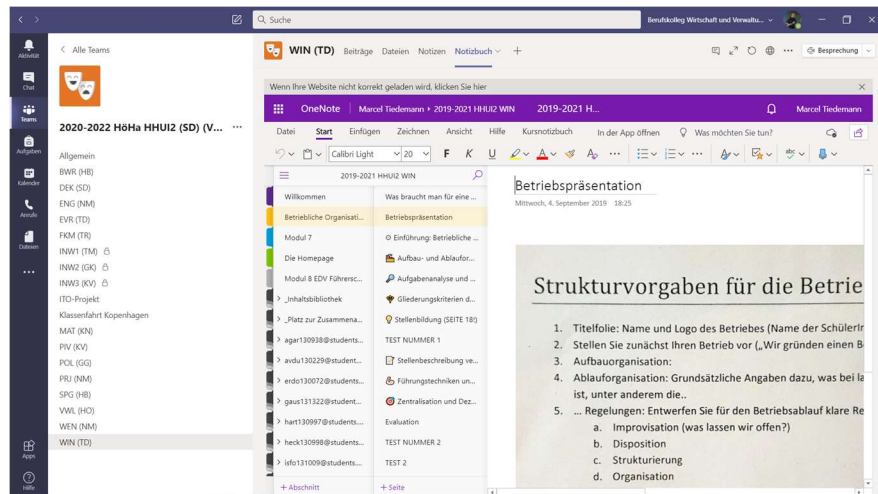 Suche
Berufskolleg Wirtschaft und Verwaltu...
Aktivität
Chat
Teams
Aufgaben
Kalender
Anrufe
Dateien
Apps
Hilfe
< Alle Teams
2020-2022 HöHa HHUI2 (SD) (V... ...
Allgemein
BWR (HB)
DEK (SD)
ENG (NM)
EVR (TD)
FKM (TR)
INW1 (TM)
INW2 (GK)
INW3 (KV)
ITO-Projekt
Klassenfahrt Kopenhagen
MAT (KN)
PIV (KV)
POL (GG)
PRJ (NM)
SPG (HB)
VWL (HO)
WEN (NM)
WIN (TD)
WIN (TD) Beiträge Dateien Notizen Notizbuch +
Besprechung
Wenn Ihre Website nicht korrekt geladen wird, klicken Sie hier
OneNote Marcel Tiedemann › 2019-2021 HHUI2 WIN 2019-2021 H... Marcel Tiedemann
Datei Start Einfügen Zeichnen Ansicht Hilfe Kursnotizbuch In der App öffnen Was möchten Sie tun?
Calibri Light 20 F K U
2019-2021 HHUI2 WIN
Willkommen
Betriebliche Organisati...
Modul 7
Die Homepage
Modul 8 EDV Führersc...
_Inhaltsbibliothek
_Platz zur Zusammena...
agar130938@student...
avdu130229@student...
erdo130072@student...
gaus131322@student...
hart130997@students...
heck130998@students...
isfo131009@students...
+ Abschnitt
Was braucht man für eine ...
Betriebspräsentation
Einführung: Betriebliche ...
Aufbau- und Ablaufor...
Aufgabenanalyse und ...
Gliederungskriterien d...
Stellenbildung (SEITE 18!)
TEST NUMMER 1
Stellenbeschreibung ve...
Führungstechniken un...
Zentralisation und Dez...
Evaluation
TEST NUMMER 2
TEST 2
+ Seite
Betriebspräsentation
Mittwoch, 4. September 2019 18:25
Strukturvorgaben für die Betrie
1. Titelfolie: Name und Logo des Betriebes (Name der SchülerIr
2. Stellen Sie zunächst Ihren Betrieb vor („Wir gründen einen B
3. Aufbauorganisation:
4. Ablauforganisation: Grundsätzliche Angaben dazu, was bei la
ist, unter anderem die..
5. ... Regelungen: Entwerfen Sie für den Betriebsablauf klare Re
a. Improvisation (was lassen wir offen?)
b. Disposition
c. Strukturierung
d. Organisation